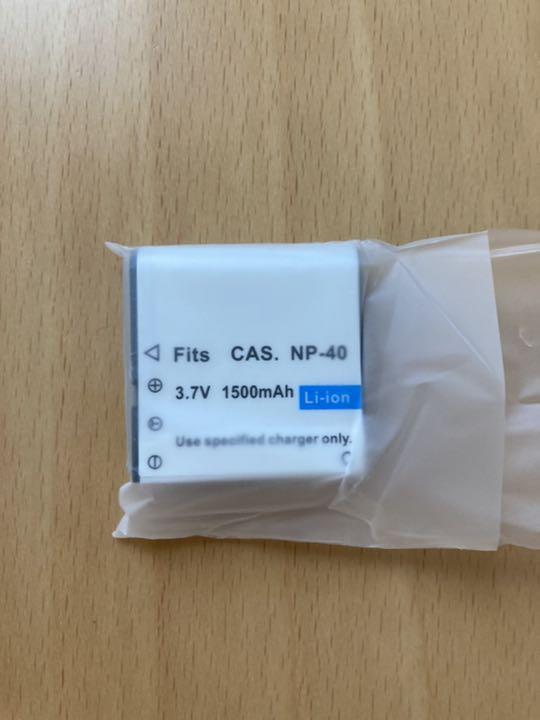 Fits CAS. NP-40
3.7V 1500mAh Li-ion
Use specified charger only.